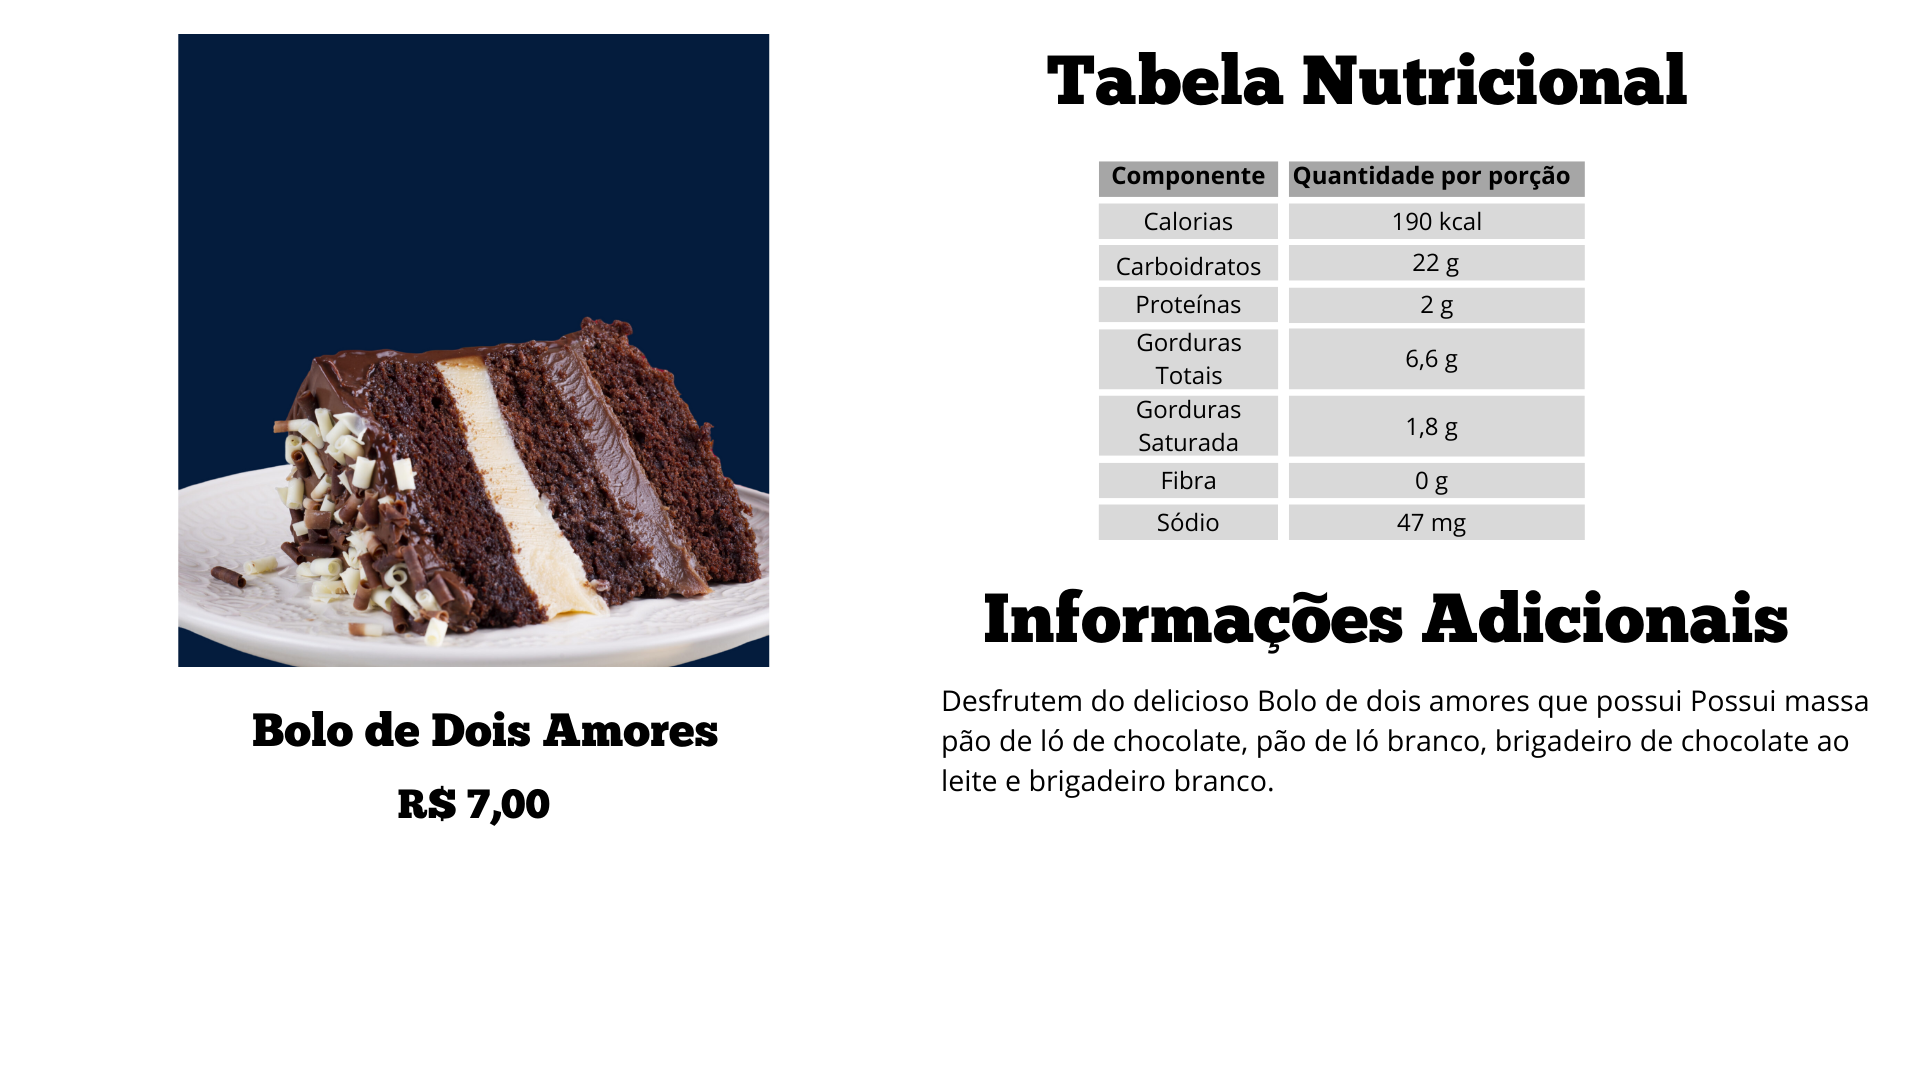 Bolo de Dois Amores
R$ 7,00
Tabela Nutricional
Componente Quantidade por porção
Calorias 190 kcal
Carboidratos 22 g
Proteínas 2 g
Gorduras
Totais 6,6 g
Gorduras
Saturada 1,8 g
Fibra 0 g
Sódio 47 mg
Informações Adicionais
Desfrutem do delicioso Bolo de dois amores que possui Possui massa
pão de ló de chocolate, pão de ló branco, brigadeiro de chocolate ao
leite e brigadeiro branco.